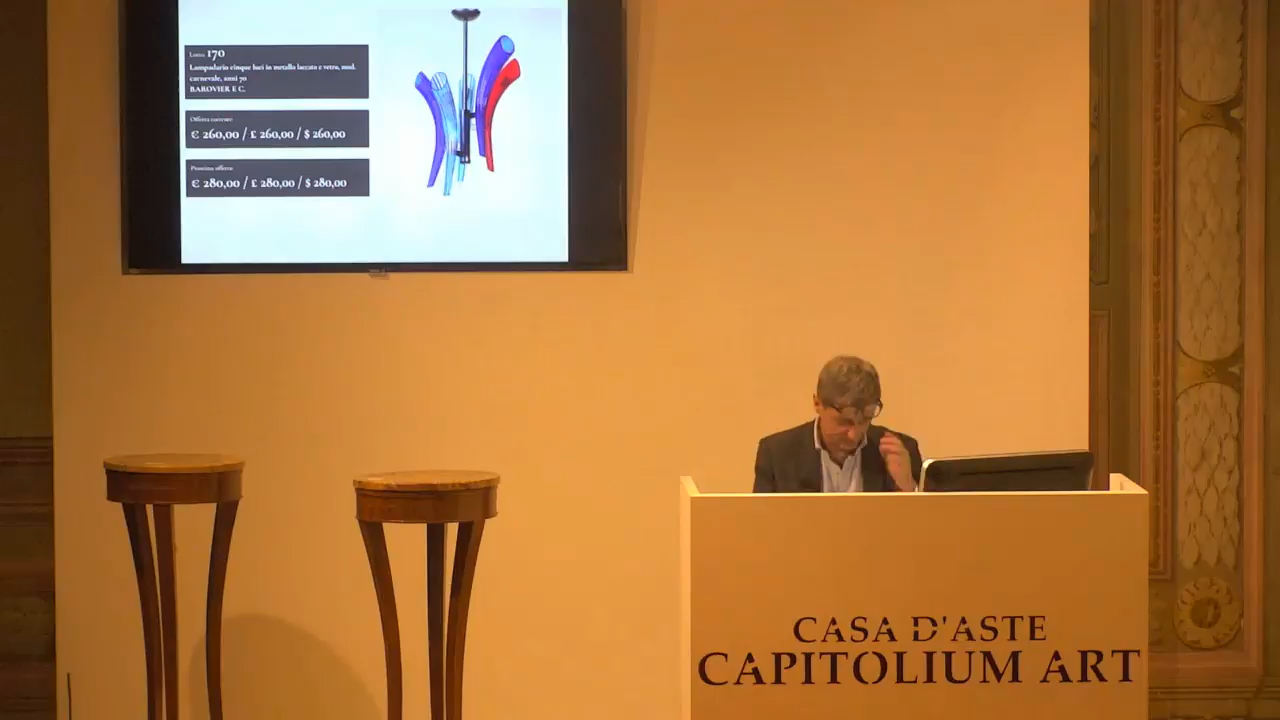 Lotto 170
Lampadario cinque luci in metallo laccato e vetro, mod.
carnevale, anni 70
BAROVIER E C.
Offerta corrente:
€ 260,00 / £ 260,00 / $ 260,00
Prossima offerta:
€ 280,00 / £ 280,00 / $ 280,00
CASA D'ASTE
CAPITOLIUM ART